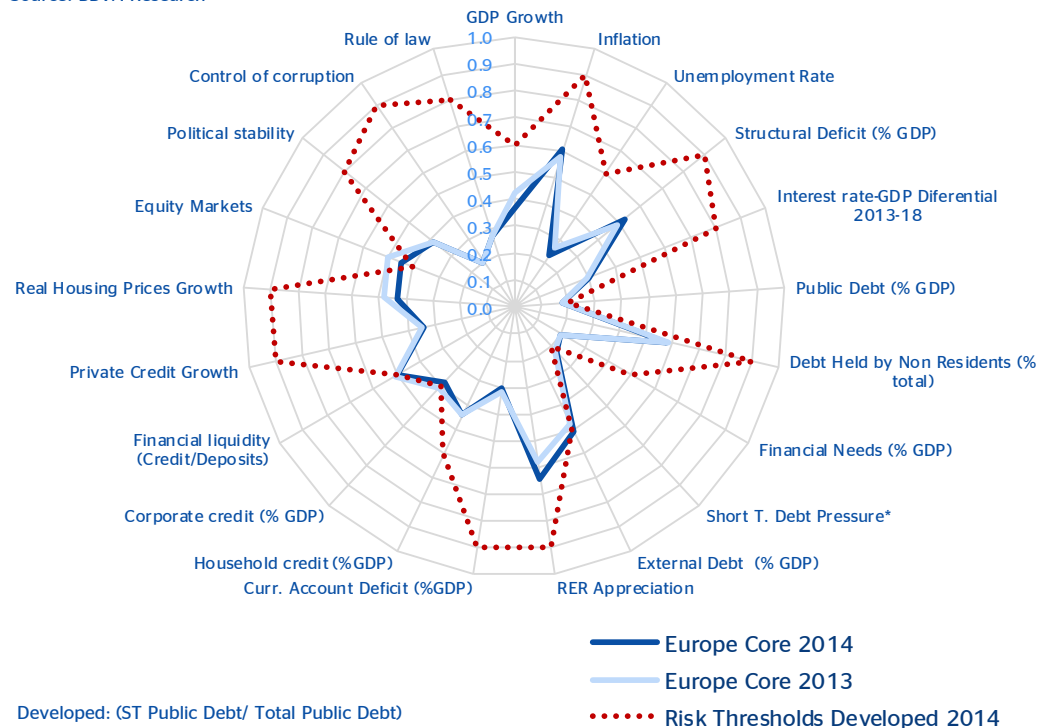 GDP Growth
Rule of law
Inflation
Control of corruption
Unemployment Rate
Political stability
Structural Deficit (% GDP)
Equity Markets
Interest rate-GDP Diferential
2013-18
Real Housing Prices Growth
Public Debt (% GDP)
Private Credit Growth
Debt Held by Non Residents (%
total)
Financial liquidity
(Credit/Deposits)
Financial Needs (% GDP)
Corporate credit (% GDP)
Short T. Debt Pressure*
Household credit (%GDP)
External Debt (% GDP)
Curr. Account Deficit (%GDP)
RER Appreciation
1.0
0.9
0.8
0.7
0.6
0.5
0.4
0.3
0.2
0.1
0.0
Europe Core 2014
Europe Core 2013
Risk Thresholds Developed 2014
Developed: (ST Public Debt/ Total Public Debt)